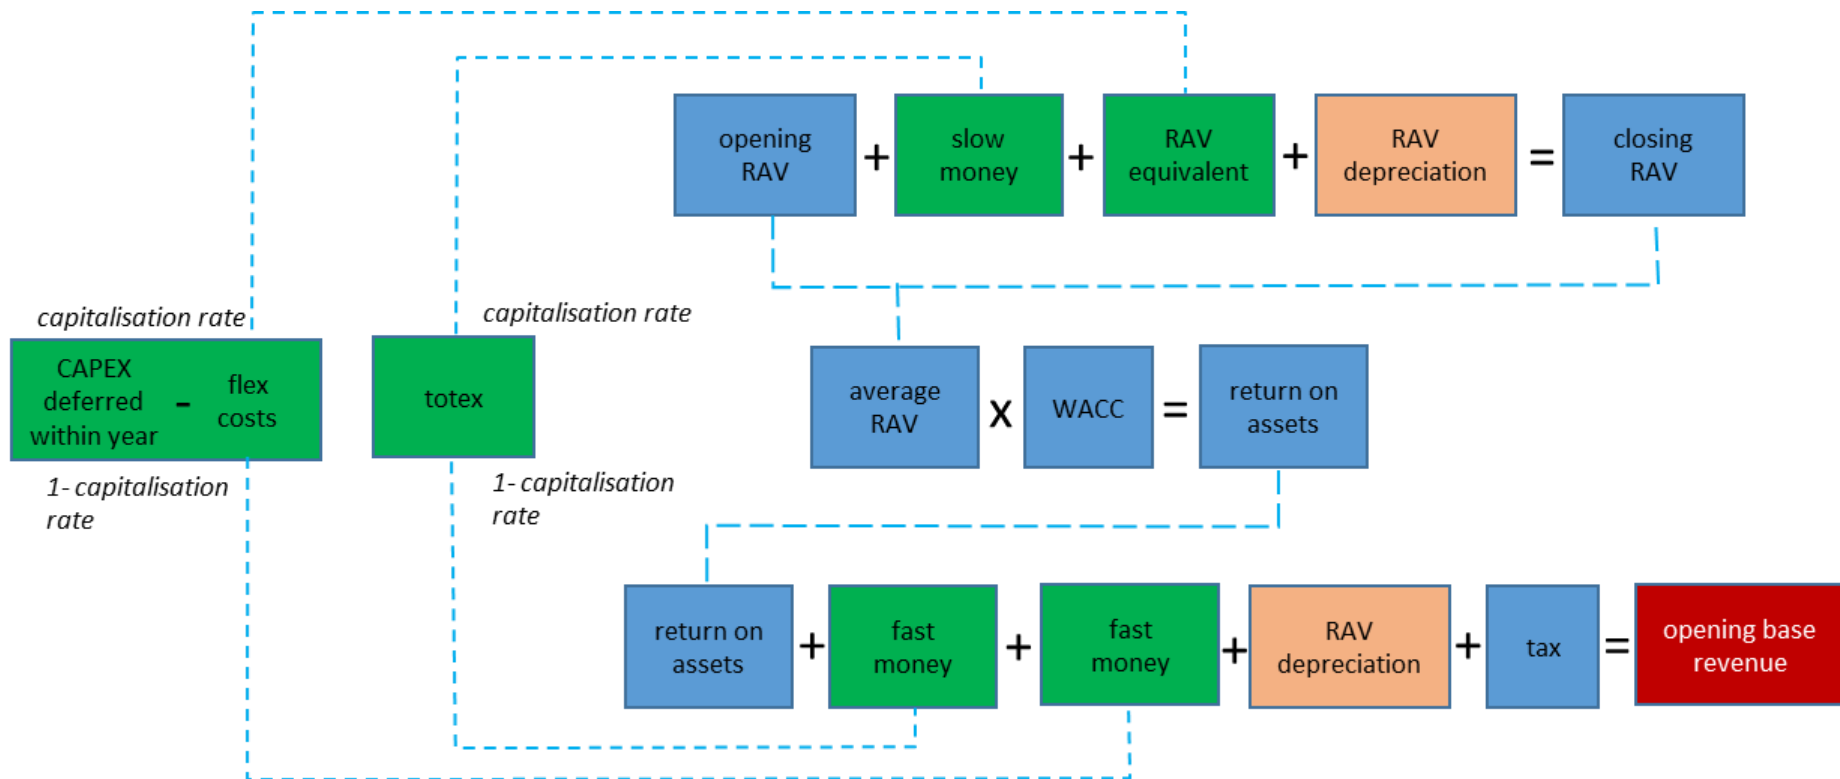 opening
RAV
+
slow
money
+
RAV
equivalent
+
RAV
depreciation
=
closing
RAV
capitalisation rate
capitalisation rate
CAPEX
deferred
within year
-
flex
costs
totex
average
RAV
x
WACC
=
return on
assets
1- capitalisation
rate
1- capitalisation
rate
return on
assets
+
fast
money
+
fast
money
+
RAV
depreciation
+
tax
=
opening base
revenue